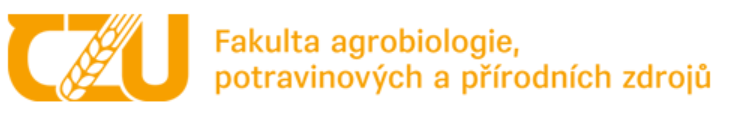 ČZU
Fakulta agrobiologie,
potravinových a přírodních zdrojů